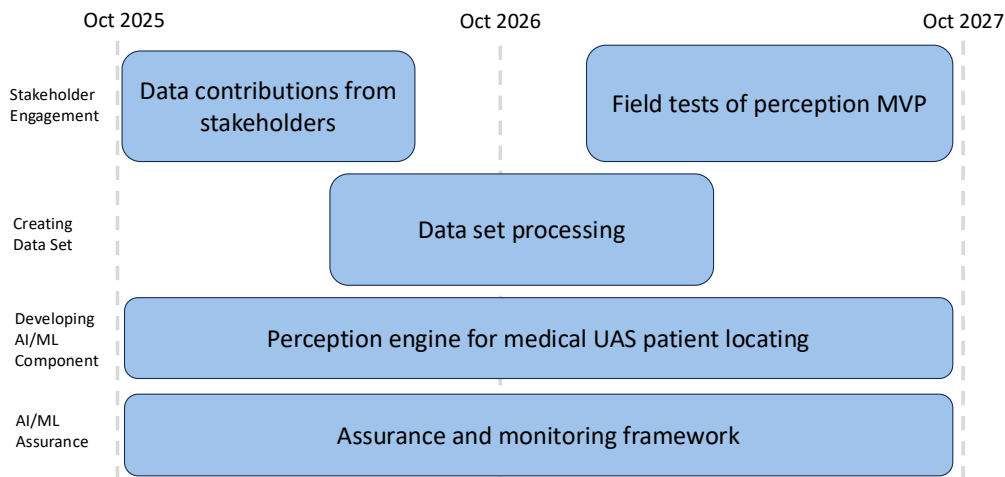 Oct 2025
Oct 2026
Oct 2027
Stakeholder
Engagement
Data contributions from
stakeholders
Field tests of perception MVP
Creating
Data Set
Data set processing
Developing
AI/ML
Component
Perception engine for medical UAS patient locating
AI/ML
Assurance
Assurance and monitoring framework